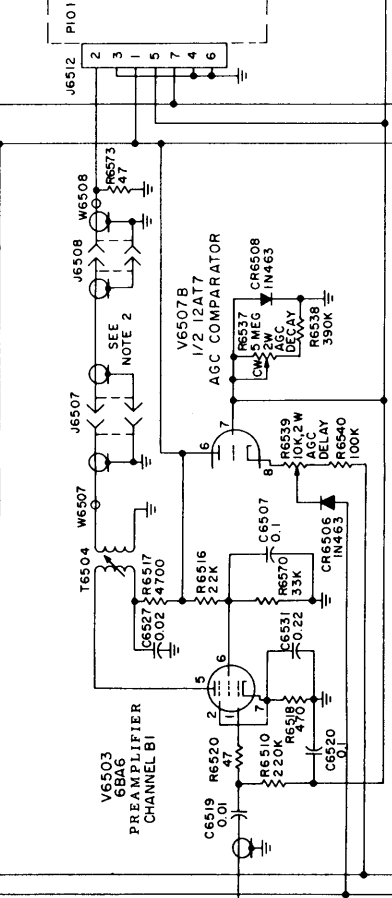 P101
J6512
2
3
1
5
7
4
6
R6573
47
W6508
J6508
SEE
NOTE 2
J6507
W6507
T6504
V6507B
1/2 12AT7
AGC COMPARATOR
CR6508
1N463
R6537
5 MEG
2W
AGC
DECAY
CW
R6538
390K
7
6
8
R6539
10K,2W
AGC
DELAY
R6540
100K
CR6506
1N463
R6517
4700
C6527
0.02
R6516
22K
C6507
0.1
R6570
33K
C6531
0.22
5
6
2
1
7
V6503
6BA6
PREAMPLIFIER
CHANNEL B1
R6520
47
R6510
220K
R6518
470
C6520
0.1
C6519
0.01